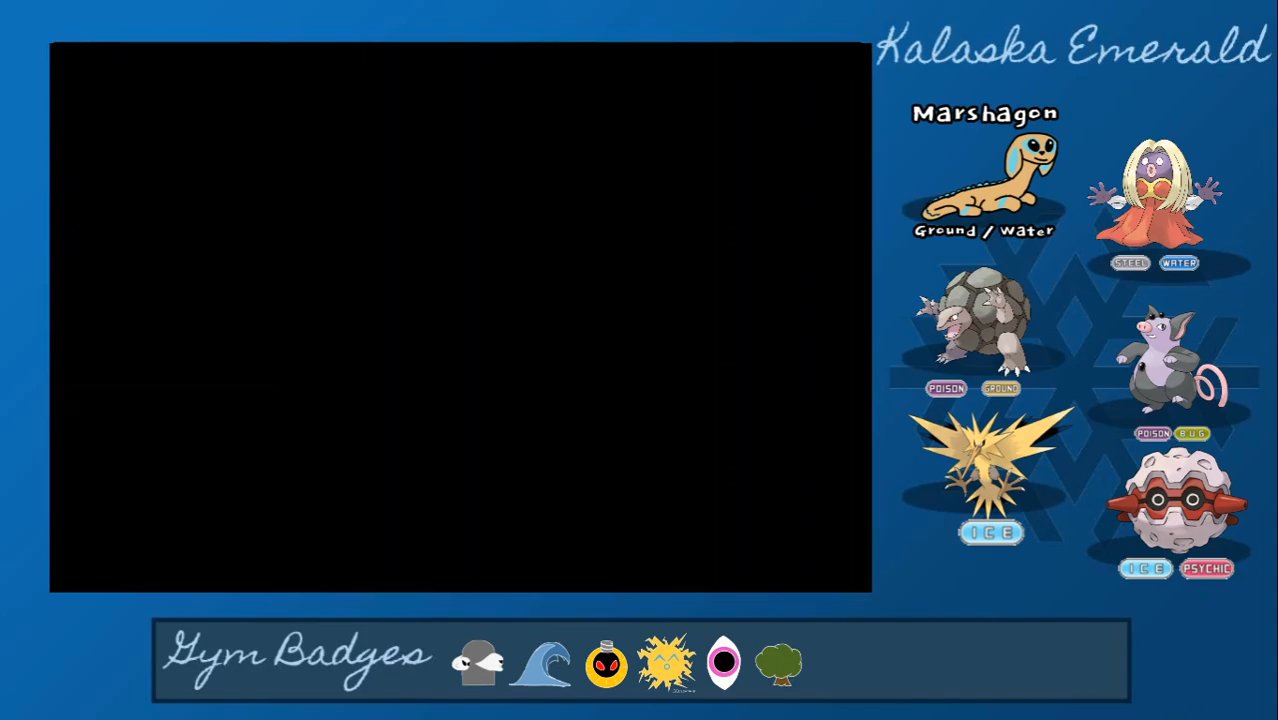 Kalaska Emerald
Marshagon
Ground / Water
STEEL WATER
POISON GROUND
POISON BUG
ICE
ICE PSYCHIC
Gym Badges